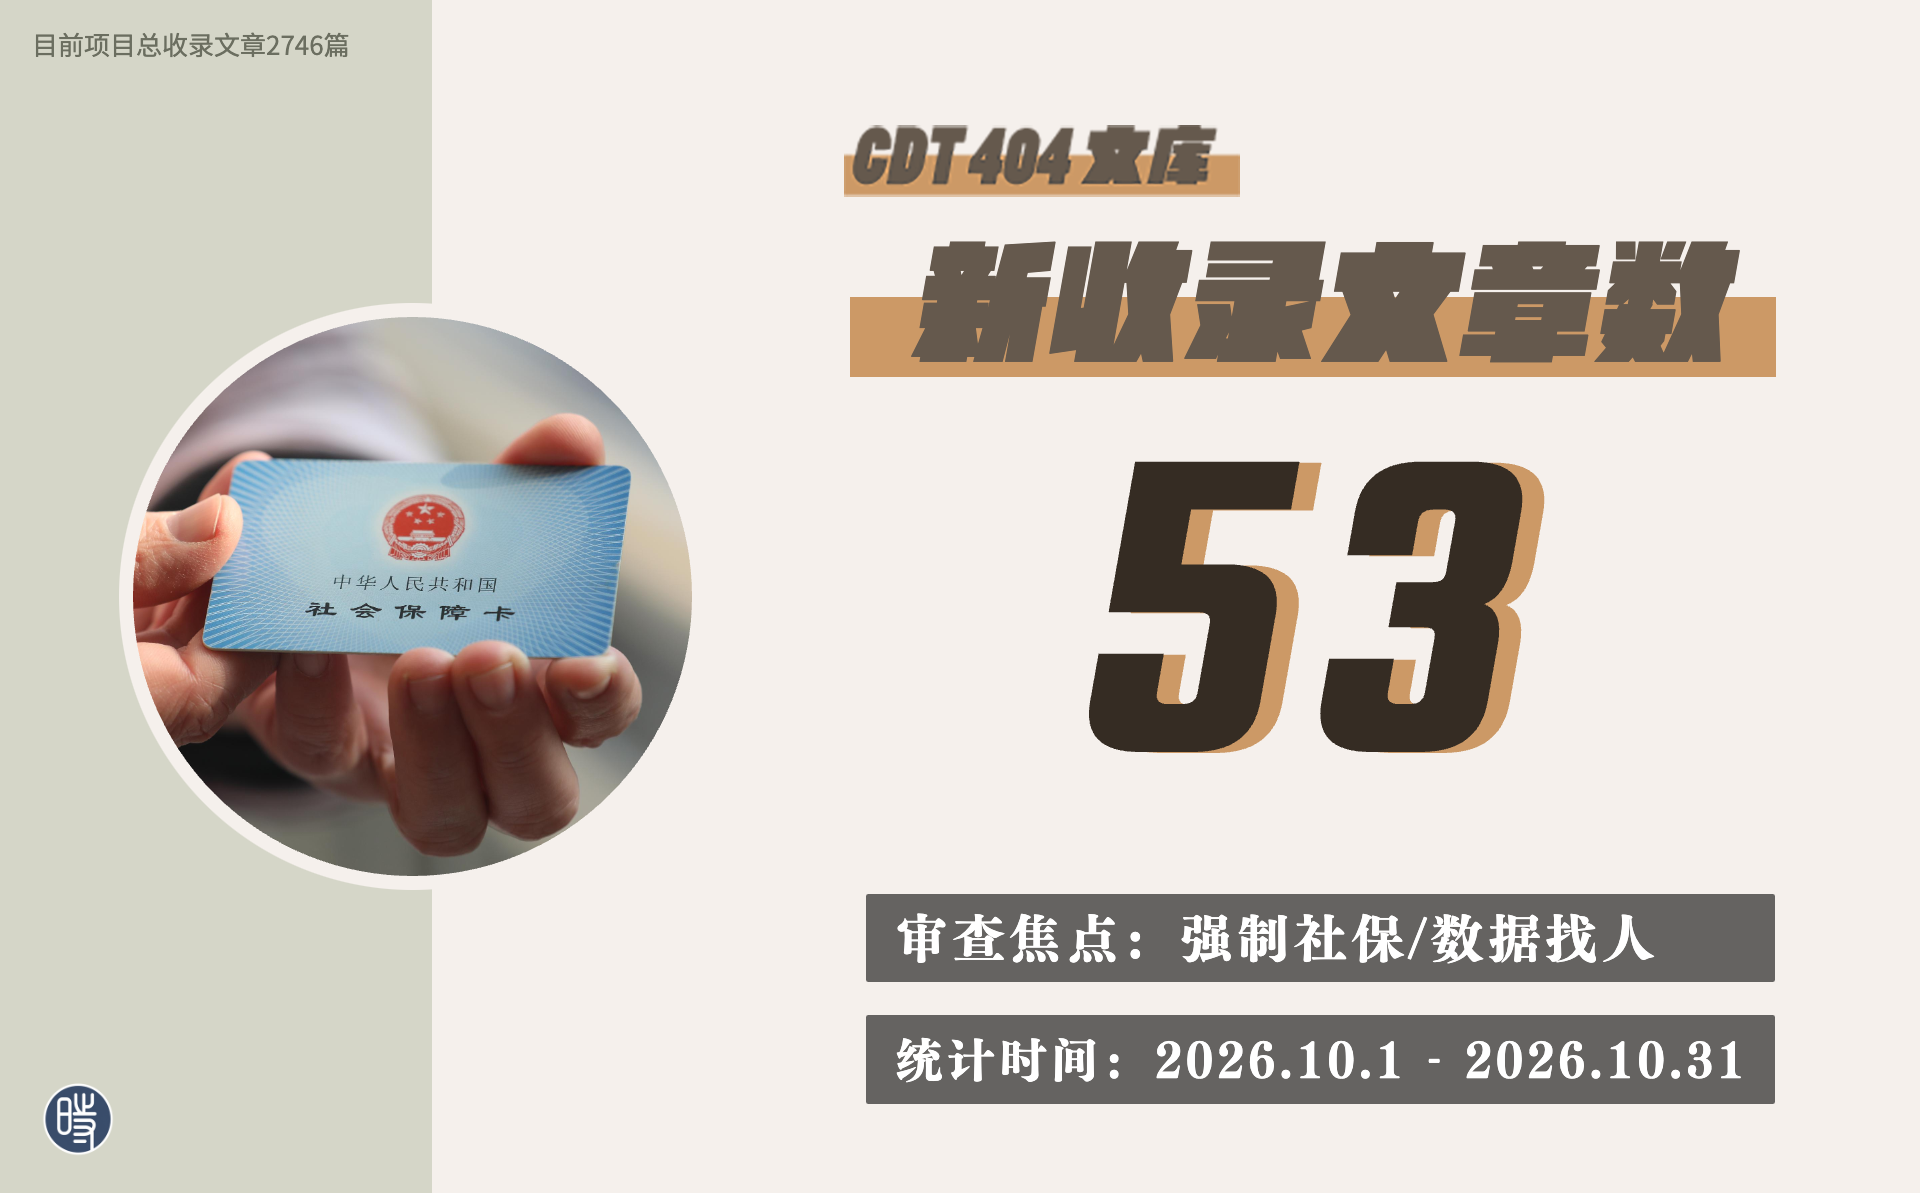 目前项目总收录文章2746篇
CDT 404 文库
新收录文章数
53
中华人民共和国
社会保障卡
审查焦点：强制社保/数据找人
统计时间：2026.10.1 - 2026.10.31
時